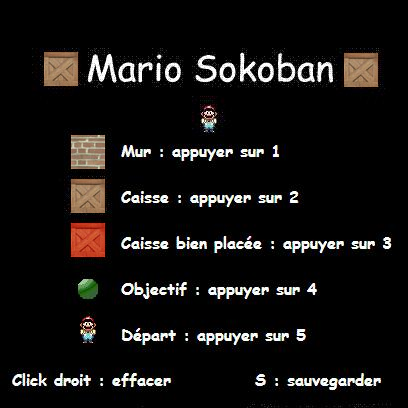 Mario Sokoban
Mur : appuyer sur 1
Caisse : appuyer sur 2
Caisse bien placée : appuyer sur 3
Objectif : appuyer sur 4
Départ : appuyer sur 5
Click droit : effacer S : sauvegarder